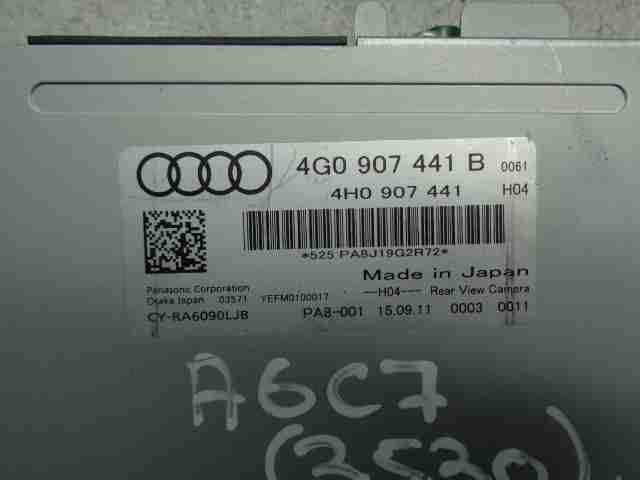 4G0 907 441 B 0061
4H0 907 441 H04
*525 PA8J19G2R72*
Made in Japan
Panasonic Corporation
Osaka Japan 03571 YEFM0100017 ---H04--- Rear View Camera
CY-RA6090LJB PA8-001 15.09.11 0003 0011
A6C7
(2530)